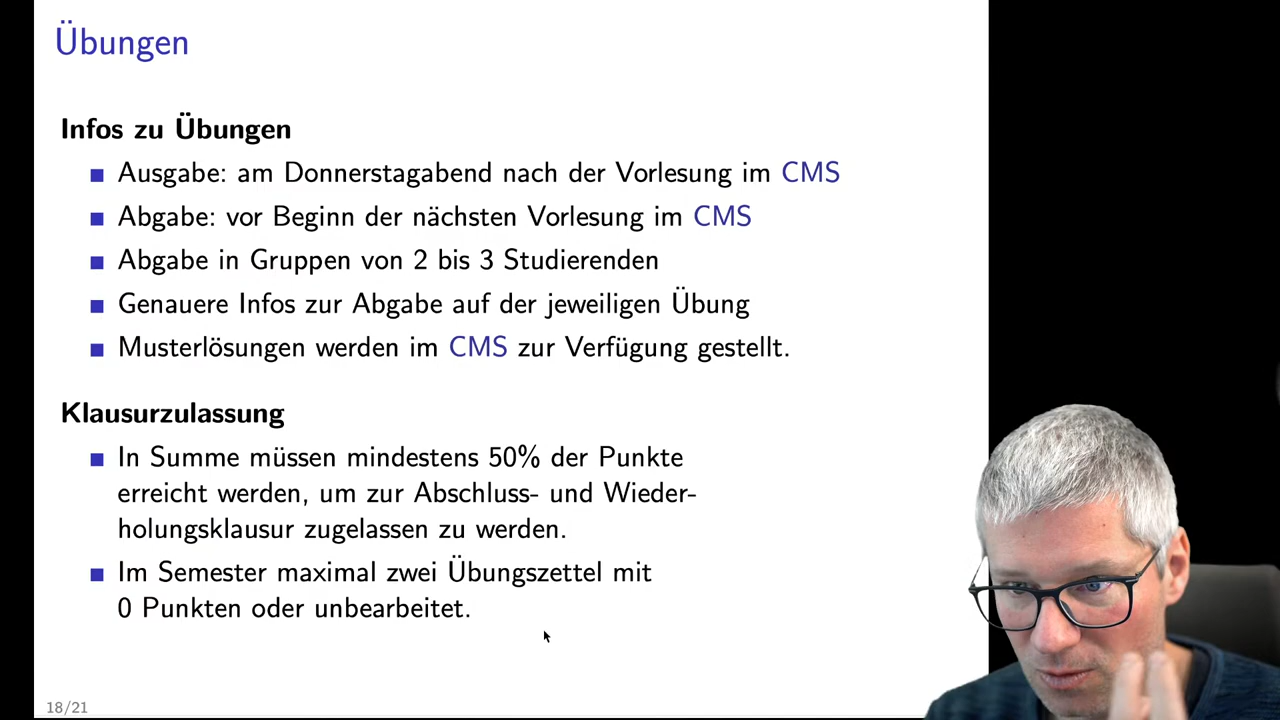 Übungen
Infos zu Übungen
Ausgabe: am Donnerstagabend nach der Vorlesung im CMS
Abgabe: vor Beginn der nächsten Vorlesung im CMS
Abgabe in Gruppen von 2 bis 3 Studierenden
Genauere Infos zur Abgabe auf der jeweiligen Übung
Musterlösungen werden im CMS zur Verfügung gestellt.
Klausurzulassung
In Summe müssen mindestens 50% der Punkte
erreicht werden, um zur Abschluss- und Wieder-
holungsklausur zugelassen zu werden.
Im Semester maximal zwei Übungszettel mit
0 Punkten oder unbearbeitet.
18/21